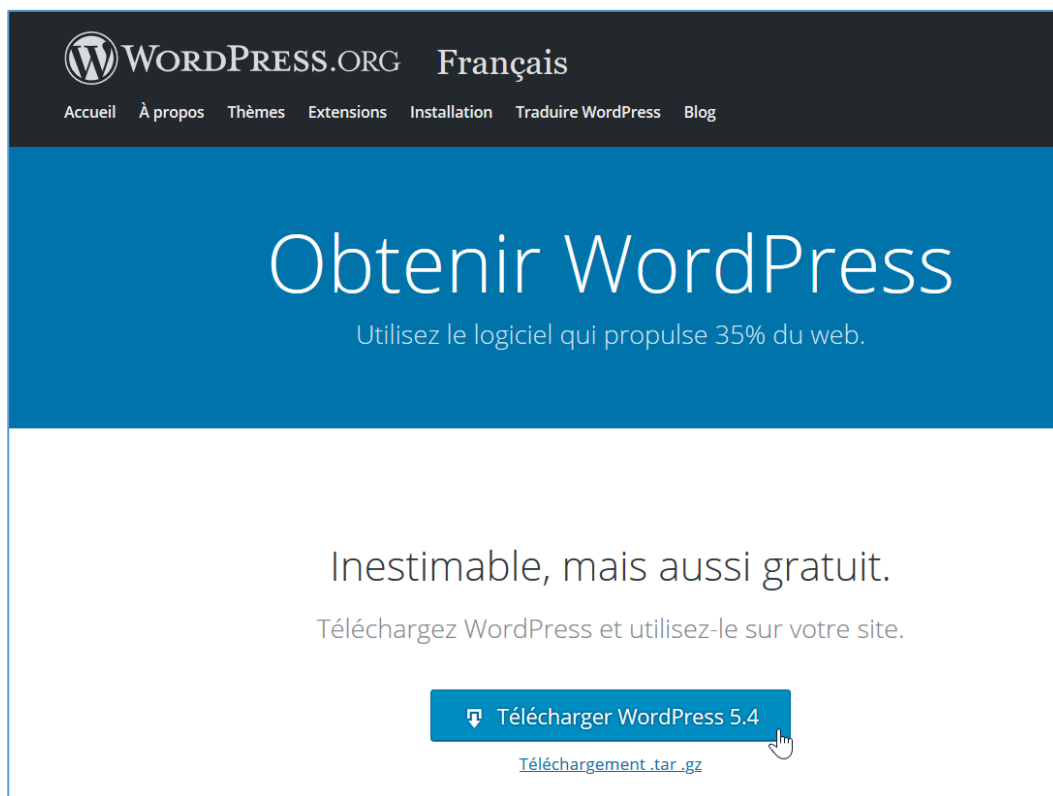 WORDPRESS.ORG Français
Accueil À propos Thèmes Extensions Installation Traduire WordPress Blog
Obtenir WordPress
Utilisez le logiciel qui propulse 35% du web.
Inestimable, mais aussi gratuit.
Téléchargez WordPress et utilisez-le sur votre site.
Télécharger WordPress 5.4
Téléchargement .tar .gz